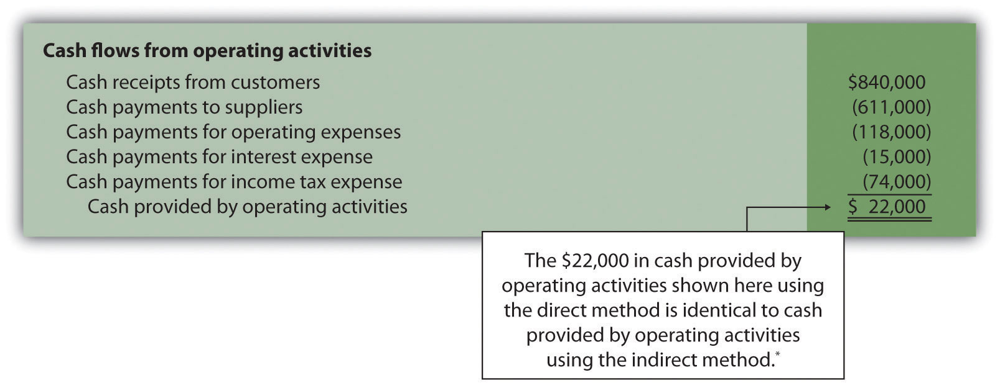 Cash flows from operating activities
Cash receipts from customers $840,000
Cash payments to suppliers (611,000)
Cash payments for operating expenses (118,000)
Cash payments for interest expense (15,000)
Cash payments for income tax expense (74,000)
Cash provided by operating activities $ 22,000
The $22,000 in cash provided by
operating activities shown here using
the direct method is identical to cash
provided by operating activities
using the indirect method.*